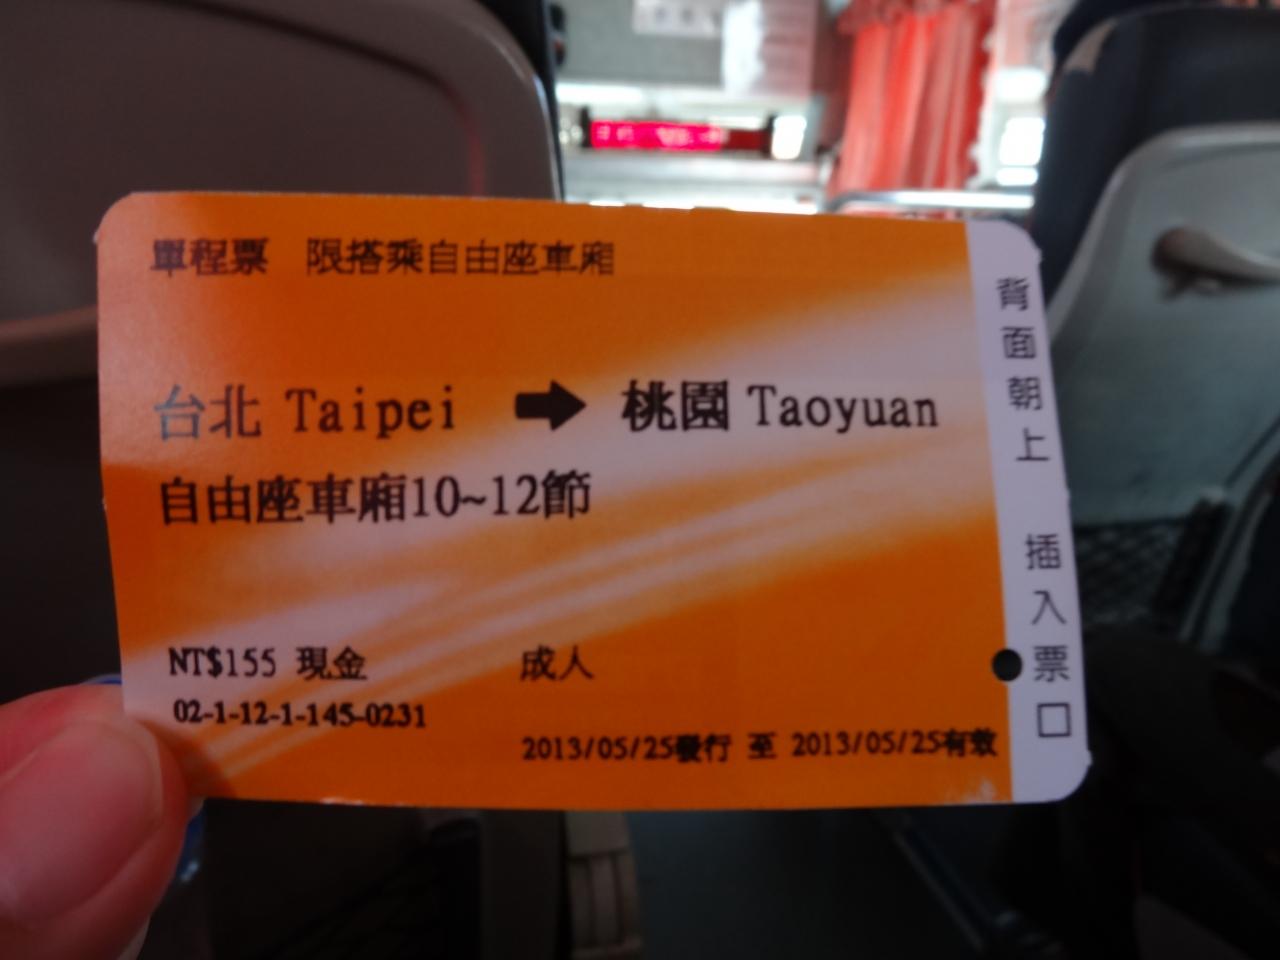 單程票 限搭乘自由座車廂
台北 Taipei → 桃園 Taoyuan
自由座車廂10~12節
NT$155 現金 成人
02-1-12-1-145-0231
2013/05/25發行 至 2013/05/25有效
背面朝上 插入票口